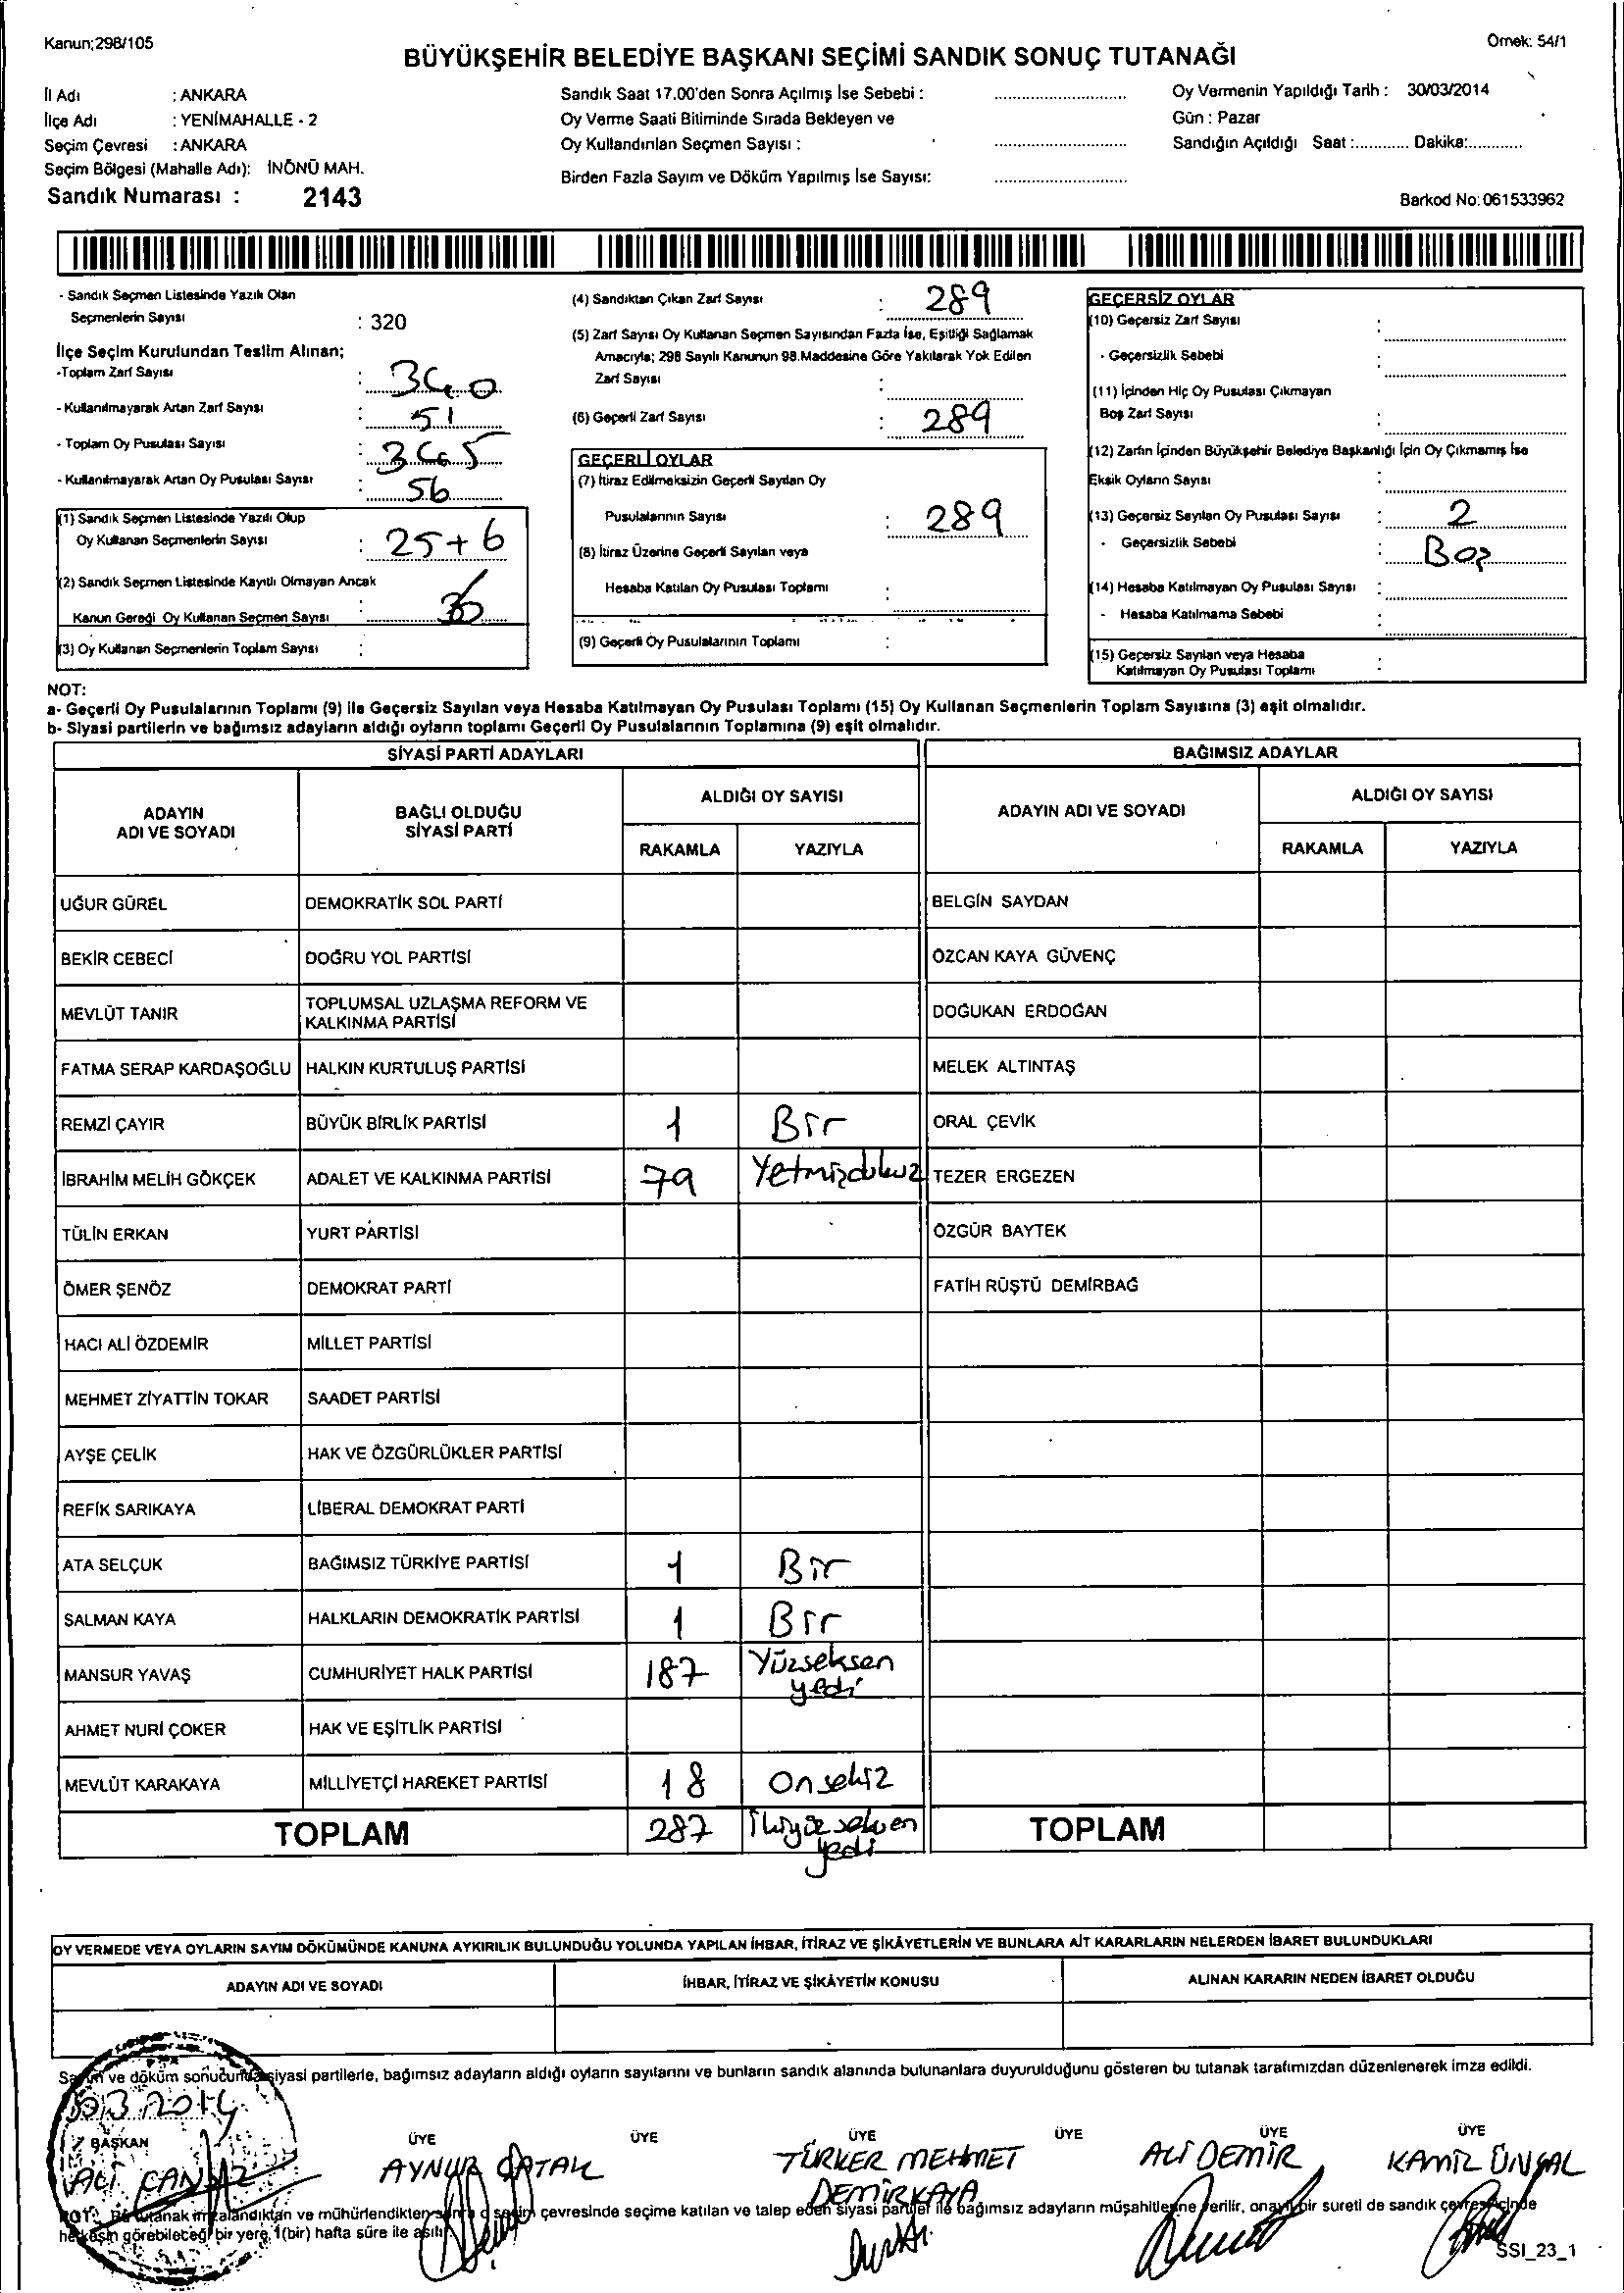 Kanun;298/105
Örnek: 54/1
BÜYÜKŞEHİR BELEDİYE BAŞKANI SEÇİMİ SANDIK SONUÇ TUTANAĞI
İl Adı : ANKARA
İlçe Adı : YENİMAHALLE - 2
Seçim Çevresi : ANKARA
Seçim Bölgesi (Mahalle Adı): İNÖNÜ MAH.
Sandık Numarası : 2143
Sandık Saat 17.00'den Sonra Açılmış İse Sebebi :
Oy Verme Saati Bitiminde Sırada Bekleyen ve
Oy Kullandırılan Seçmen Sayısı :
Birden Fazla Sayım ve Döküm Yapılmış İse Sayısı:
Oy Vermenin Yapıldığı Tarih : 30/03/2014
Gün : Pazar
Sandığın Açıldığı Saat :............ Dakika:............
Barkod No: 061533962
- Sandık Seçmen Listesinde Yazılı Olan
Seçmenlerin Sayısı : 320
İlçe Seçim Kurulundan Teslim Alınan;
-Toplam Zarf Sayısı : 340
- Kullanılmayarak Artan Zarf Sayısı : 51
- Toplam Oy Pusulası Sayısı : 345
- Kullanılmayarak Artan Oy Pusulası Sayısı : 56
(1) Sandık Seçmen Listesinde Yazılı Olup
Oy Kullanan Seçmenlerin Sayısı : 25+6
(2) Sandık Seçmen Listesinde Kayıtlı Olmayan Ancak
Kanun Gereği Oy Kullanan Seçmen Sayısı :
(3) Oy Kullanan Seçmenlerin Toplam Sayısı :
(4) Sandıktan Çıkan Zarf Sayısı : 289
(5) Zarf Sayısı Oy Kullanan Seçmen Sayısından Fazla İse, Eşitliği Sağlamak
Amacıyla; 298 Sayılı Kanunun 98.Maddesine Göre Yakılarak Yok Edilen
Zarf Sayısı :
(6) Geçerli Zarf Sayısı : 289
GEÇERLİ OYLAR
(7) İtiraz Edilmeksizin Geçerli Sayılan Oy
Pusulalarının Sayısı : 289
(8) İtiraz Üzerine Geçerli Sayılan veya
Hesaba Katılan Oy Pusulası Toplamı :
(9) Geçerli Oy Pusulalarının Toplamı :
GEÇERSİZ OYLAR
(10) Geçersiz Zarf Sayısı :
- Geçersizlik Sebebi :
(11) İçinden Hiç Oy Pusulası Çıkmayan
Boş Zarf Sayısı :
(12) Zarfın İçinden Büyükşehir Belediye Başkanlığı İçin Oy Çıkmamış İse
Eksik Oyların Sayısı :
(13) Geçersiz Sayılan Oy Pusulası Sayısı : 2
- Geçersizlik Sebebi : Boş
(14) Hesaba Katılmayan Oy Pusulası Sayısı :
- Hesaba Katılmama Sebebi :
(15) Geçersiz Sayılan veya Hesaba
Katılmayan Oy Pusulası Toplamı :
NOT:
a- Geçerli Oy Pusulalarının Toplamı (9) ile Geçersiz Sayılan veya Hesaba Katılmayan Oy Pusulası Toplamı (15) Oy Kullanan Seçmenlerin Toplam Sayısına (3) eşit olmalıdır.
b- Siyasi partilerin ve bağımsız adayların aldığı oyların toplamı Geçerli Oy Pusulalarının Toplamına (9) eşit olmalıdır.
SİYASİ PARTİ ADAYLARI
BAĞIMSIZ ADAYLAR
ADAYIN
ADI VE SOYADI
BAĞLI OLDUĞU
SİYASİ PARTİ
ALDIĞI OY SAYISI
RAKAMLA YAZIYLA
ADAYIN ADI VE SOYADI
ALDIĞI OY SAYISI
RAKAMLA YAZIYLA
UĞUR GÜREL DEMOKRATİK SOL PARTİ BELGİN SAYDAN
BEKİR CEBECİ DOĞRU YOL PARTİSİ ÖZCAN KAYA GÜVENÇ
MEVLÜT TANIR TOPLUMSAL UZLAŞMA REFORM VE
KALKINMA PARTİSİ DOĞUKAN ERDOĞAN
FATMA SERAP KARDAŞOĞLU HALKIN KURTULUŞ PARTİSİ MELEK ALTINTAŞ
REMZİ ÇAYIR BÜYÜK BİRLİK PARTİSİ 1 Bir ORAL ÇEVİK
İBRAHİM MELİH GÖKÇEK ADALET VE KALKINMA PARTİSİ 79 Yetmişdokuz TEZER ERGEZEN
TÜLİN ERKAN YURT PARTİSİ ÖZGÜR BAYTEK
ÖMER ŞENÖZ DEMOKRAT PARTİ FATİH RÜŞTÜ DEMİRBAĞ
HACI ALİ ÖZDEMİR MİLLET PARTİSİ
MEHMET ZİYATTİN TOKAR SAADET PARTİSİ
AYŞE ÇELİK HAK VE ÖZGÜRLÜKLER PARTİSİ
REFİK SARIKAYA LİBERAL DEMOKRAT PARTİ
ATA SELÇUK BAĞIMSIZ TÜRKİYE PARTİSİ 1 Bir
SALMAN KAYA HALKLARIN DEMOKRATİK PARTİSİ 1 Bir
MANSUR YAVAŞ CUMHURİYET HALK PARTİSİ 187 Yüzseksen
yedi
AHMET NURİ ÇOKER HAK VE EŞİTLİK PARTİSİ
MEVLÜT KARAKAYA MİLLİYETÇİ HAREKET PARTİSİ 18 Onsekiz
TOPLAM 287 İkiyüzseksen
yedi
TOPLAM
OY VERMEDE VEYA OYLARIN SAYIM DÖKÜMÜNDE KANUNA AYKIRILIK BULUNDUĞU YOLUNDA YAPILAN İHBAR, İTİRAZ VE ŞİKÂYETLERİN VE BUNLARA AİT KARARLARIN NELERDEN İBARET BULUNDUKLARI
ADAYIN ADI VE SOYADI İHBAR, İTİRAZ VE ŞİKÂYETİN KONUSU ALINAN KARARIN NEDEN İBARET OLDUĞU
Sayım ve döküm sonucunda siyasi partilerle, bağımsız adayların aldığı oyların sayılarını ve bunların sandık alanında bulunanlara duyurulduğunu gösteren bu tutanak tarafımızdan düzenlenerek imza edildi.
BAŞKAN ÜYE ÜYE ÜYE ÜYE ÜYE ÜYE
ALİ AYNUR ÇATAK TÜRKER MEHMET ALİ DEMİR KAMİL ÜNSAL
DEMİRKAYA
NOT: Bu tutanak imzalandıktan ve mühürlendikten sonra o seçim çevresinde seçime katılan ve talep eden siyasi partiler ile bağımsız adayların müşahitlerine verilir, onaylı bir sureti de sandık çevresi içinde
herkesin görebileceği bir yere, 1(bir) hafta süre ile asılır.
SSI_23_1